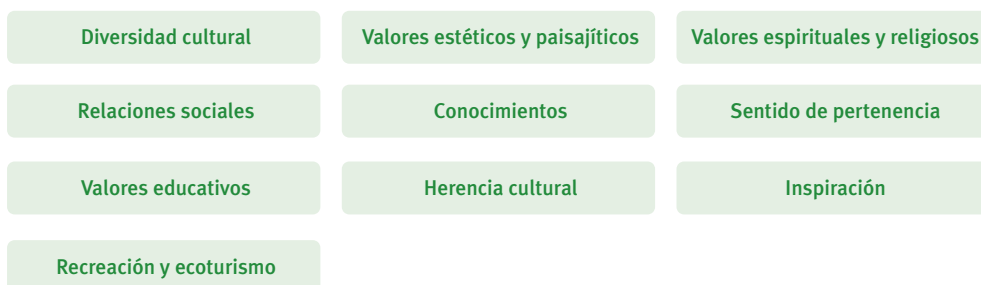 Diversidad cultural
Valores estéticos y paisajíticos
Valores espirituales y religiosos
Relaciones sociales
Conocimientos
Sentido de pertenencia
Valores educativos
Herencia cultural
Inspiración
Recreación y ecoturismo